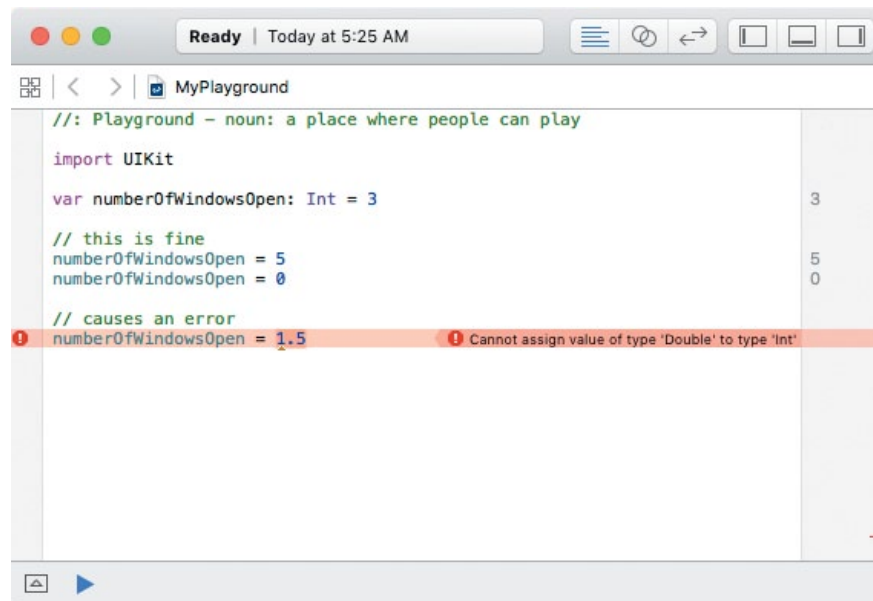 Ready | Today at 5:25 AM
MyPlayground
//: Playground – noun: a place where people can play
import UIKit
var numberOfWindowsOpen: Int = 3
3
// this is fine
numberOfWindowsOpen = 5
5
numberOfWindowsOpen = 0
0
// causes an error
numberOfWindowsOpen = 1.5
Cannot assign value of type 'Double' to type 'Int'